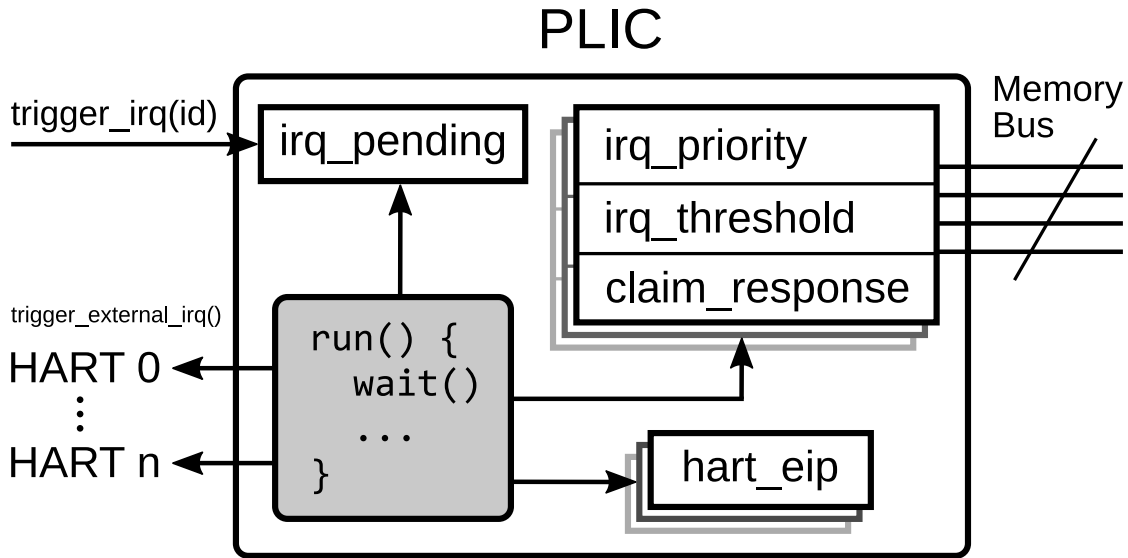 PLIC
trigger_irq(id)
irq_pending
irq_priority
irq_threshold
claim_response
Memory
Bus
trigger_external_irq()
HART 0
⋮
HART n
run() {
wait()
...
}
hart_eip